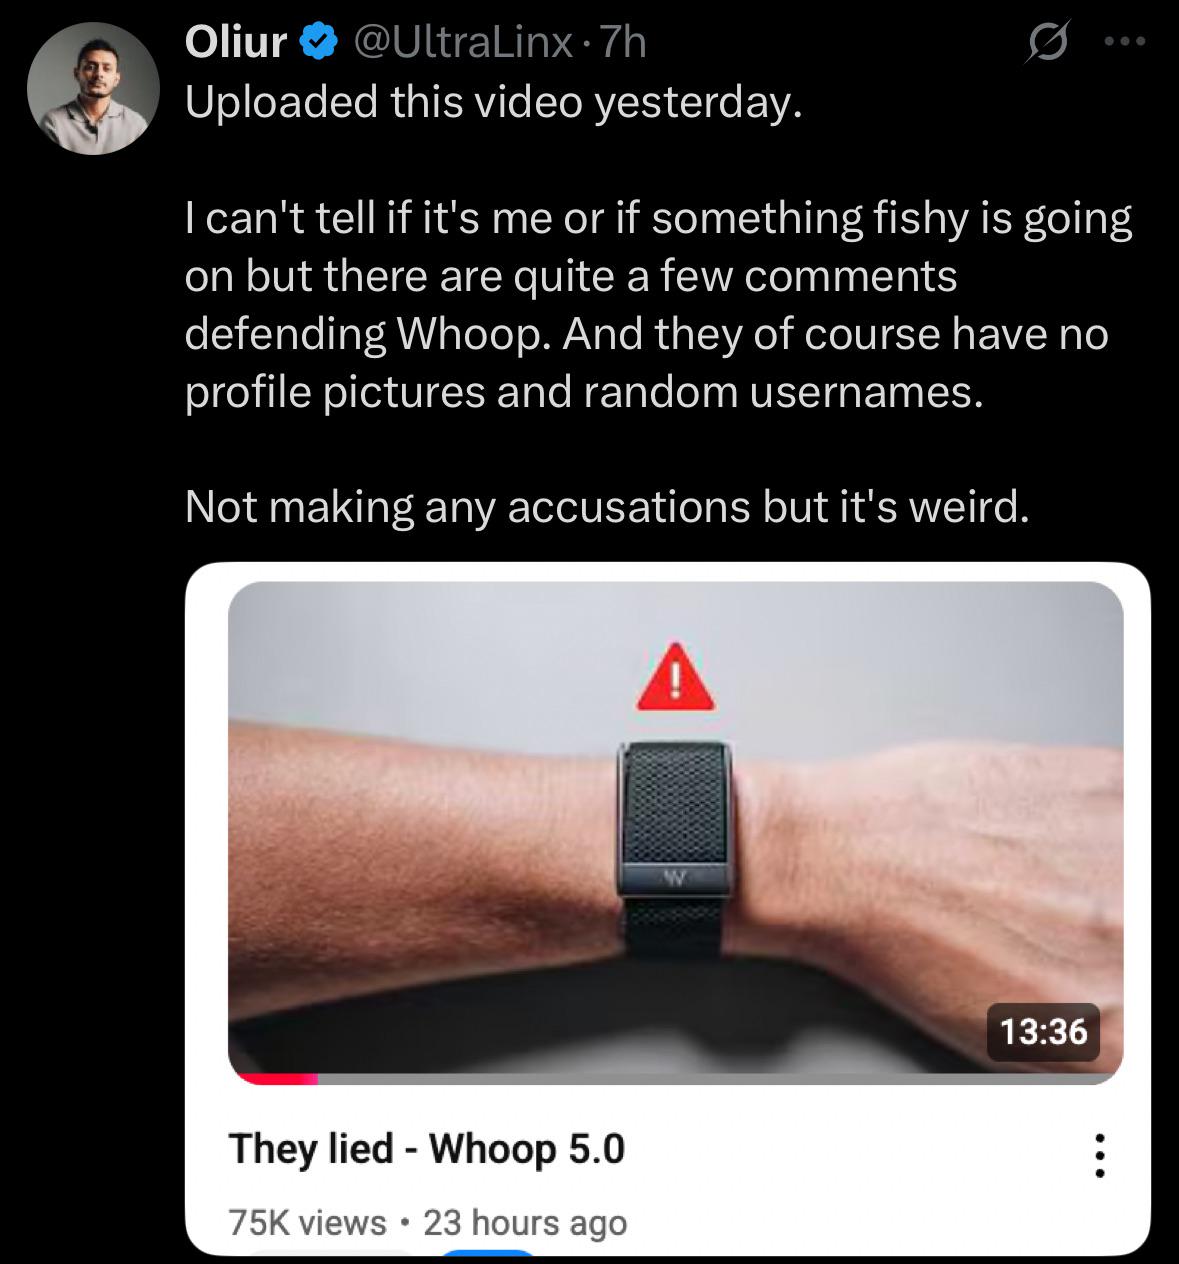 Oliur @UltraLinx · 7h
Uploaded this video yesterday.
I can't tell if it's me or if something fishy is going
on but there are quite a few comments
defending Whoop. And they of course have no
profile pictures and random usernames.
Not making any accusations but it's weird.
!
W
13:36
They lied - Whoop 5.0
75K views • 23 hours ago